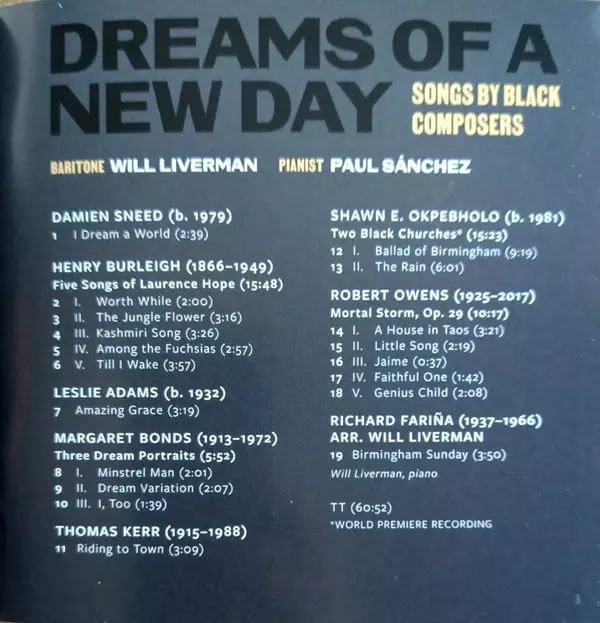 DREAMS OF A
NEW DAY
SONGS BY BLACK
COMPOSERS
BARITONE WILL LIVERMAN PIANIST PAUL SÁNCHEZ
DAMIEN SNEED (b. 1979)
1 I Dream a World (2:39)
HENRY BURLEIGH (1866–1949)
Five Songs of Laurence Hope (15:48)
2 I. Worth While (2:00)
3 II. The Jungle Flower (3:16)
4 III. Kashmiri Song (3:26)
5 IV. Among the Fuchsias (2:57)
6 V. Till I Wake (3:57)
LESLIE ADAMS (b. 1932)
7 Amazing Grace (3:19)
MARGARET BONDS (1913–1972)
Three Dream Portraits (5:52)
8 I. Minstrel Man (2:01)
9 II. Dream Variation (2:07)
10 III. I, Too (1:39)
THOMAS KERR (1915–1988)
11 Riding to Town (3:09)
SHAWN E. OKPEBHOLO (b. 1981)
Two Black Churches* (15:23)
12 I. Ballad of Birmingham (9:19)
13 II. The Rain (6:01)
ROBERT OWENS (1925–2017)
Mortal Storm, Op. 29 (10:17)
14 I. A House in Taos (3:21)
15 II. Little Song (2:19)
16 III. Jaime (0:37)
17 IV. Faithful One (1:42)
18 V. Genius Child (2:08)
RICHARD FARIÑA (1937–1966)
ARR. WILL LIVERMAN
19 Birmingham Sunday (3:50)
Will Liverman, piano
TT (60:52)
*WORLD PREMIERE RECORDING
3